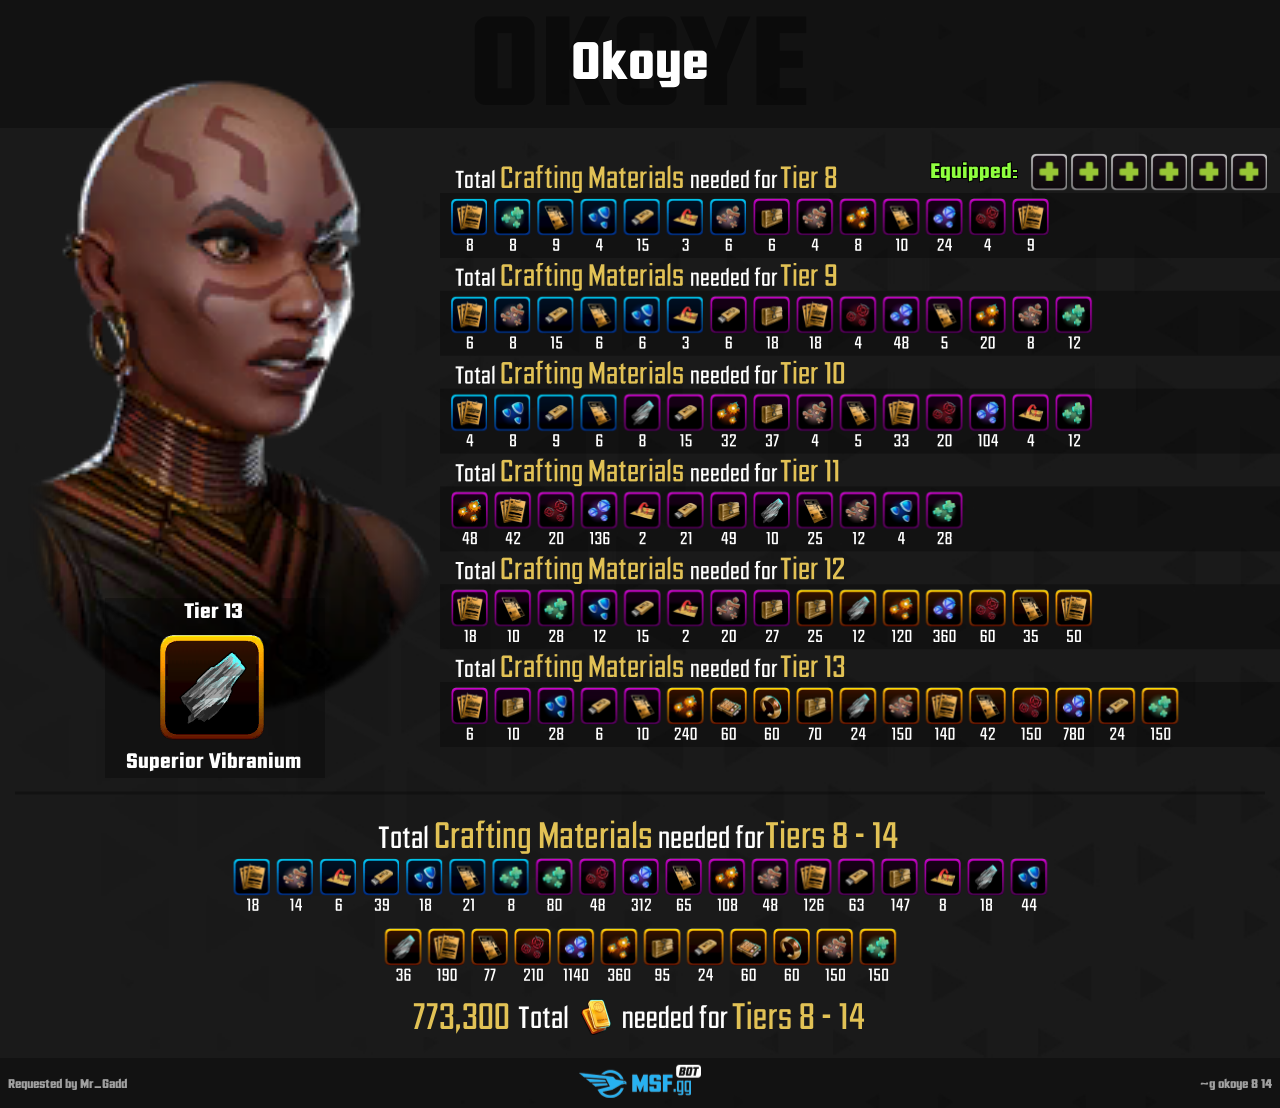 OKOYE
Okoye
Equipped:
Total Crafting Materials needed for Tier 8
8 8 9 4 15 3 6 6 4 8 10 24 4 9
Total Crafting Materials needed for Tier 9
6 8 15 6 6 3 6 18 18 4 48 5 20 8 12
Total Crafting Materials needed for Tier 10
4 8 9 6 8 15 32 37 4 5 33 20 104 4 12
Total Crafting Materials needed for Tier 11
48 42 20 136 2 21 49 10 25 12 4 28
Total Crafting Materials needed for Tier 12
18 10 28 12 15 2 20 27 25 12 120 360 60 35 50
Total Crafting Materials needed for Tier 13
6 10 28 6 10 240 60 60 70 24 150 140 42 150 780 24 150
Tier 13
Superior Vibranium
Total Crafting Materials needed for Tiers 8 - 14
18 14 6 39 18 21 8 80 48 312 65 108 48 126 63 147 8 18 44
36 190 77 210 1140 360 95 24 60 60 150 150
773,300 Total needed for Tiers 8 - 14
Requested by Mr_Gadd
MSF.gg BOT
~g okoye 8 14